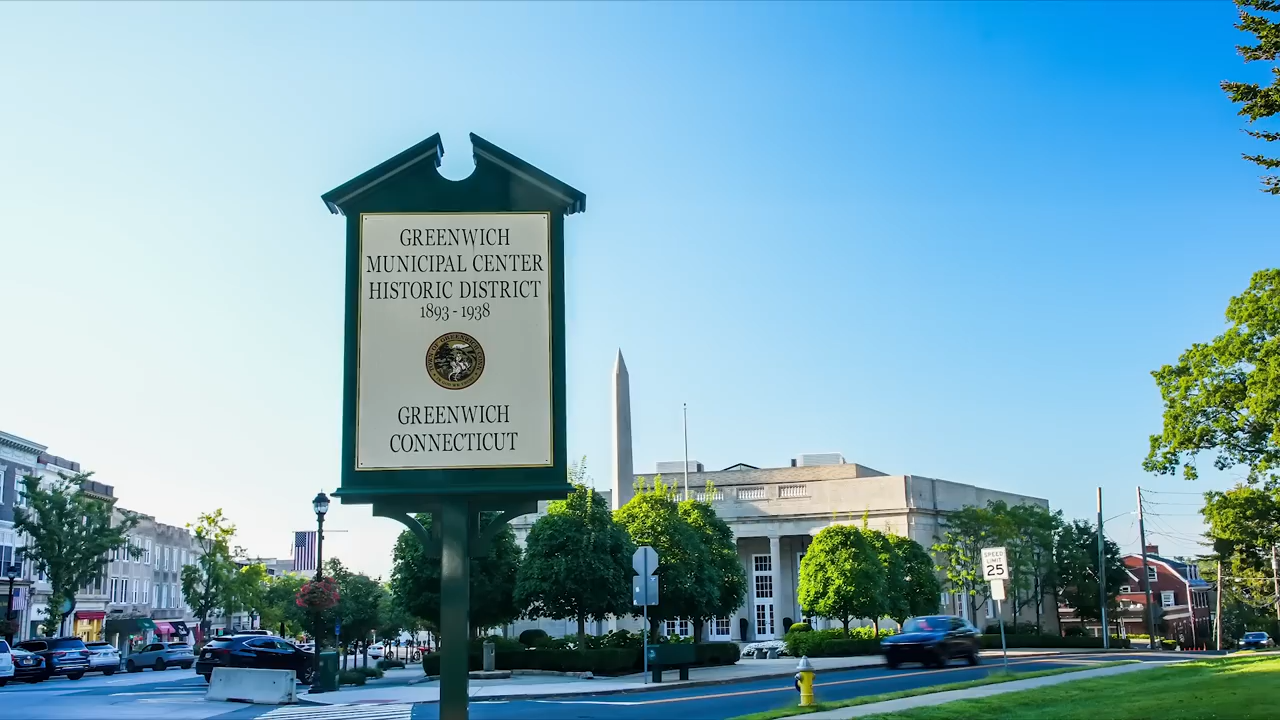 GREENWICH
MUNICIPAL CENTER
HISTORIC DISTRICT
1893 - 1938
GREENWICH
CONNECTICUT
SPEED
LIMIT
25